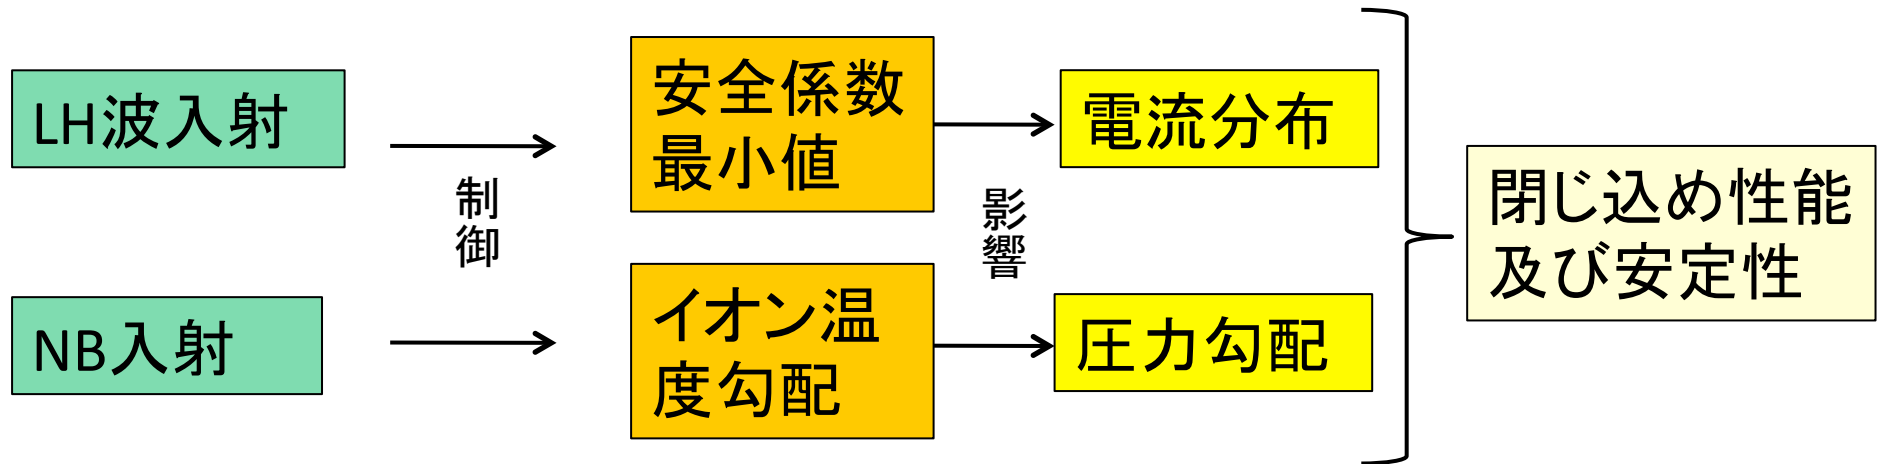 LH波入射
NB入射
制
御
安全係数
最小値
イオン温
度勾配
影
響
電流分布
圧力勾配
閉じ込め性能
及び安定性